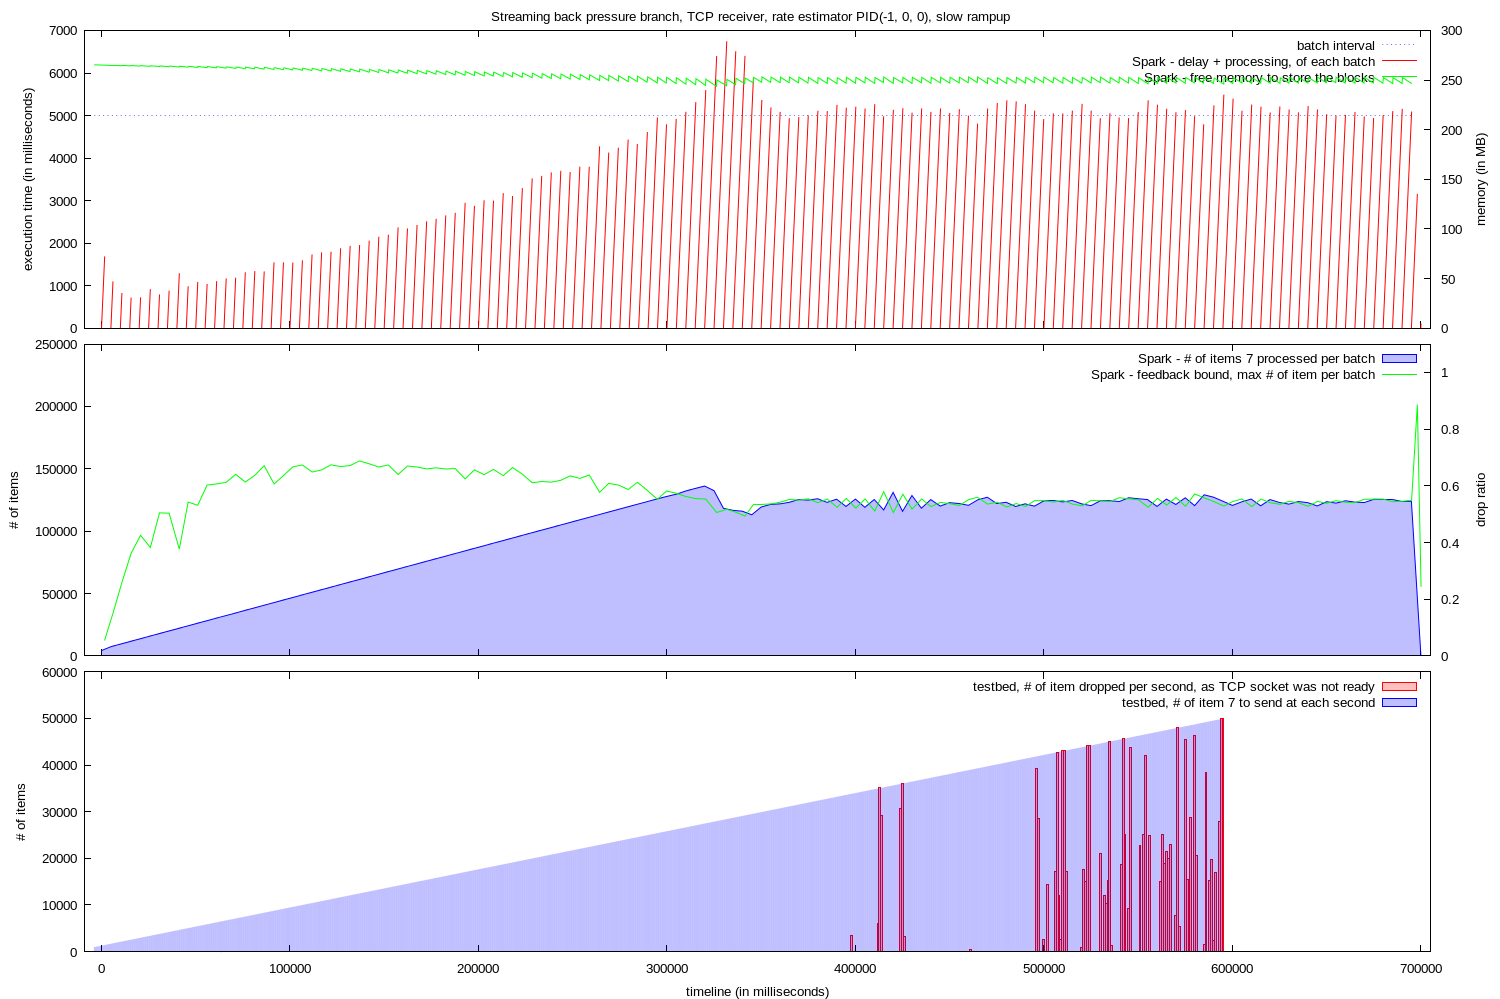 Streaming back pressure branch, TCP receiver, rate estimator PID(-1, 0, 0), slow rampup
execution time (in milliseconds)
7000
6000
5000
4000
3000
2000
1000
0
batch interval
Spark - delay + processing, of each batch
Spark - free memory to store the blocks
300
250
200
150
100
50
0
memory (in MB)
# of items
250000
200000
150000
100000
50000
0
Spark - # of items 7 processed per batch
Spark - feedback bound, max # of item per batch
1
0.8
0.6
0.4
0.2
0
drop ratio
# of items
60000
50000
40000
30000
20000
10000
0
testbed, # of item dropped per second, as TCP socket was not ready
testbed, # of item 7 to send at each second
0 100000 200000 300000 400000 500000 600000 700000
timeline (in milliseconds)